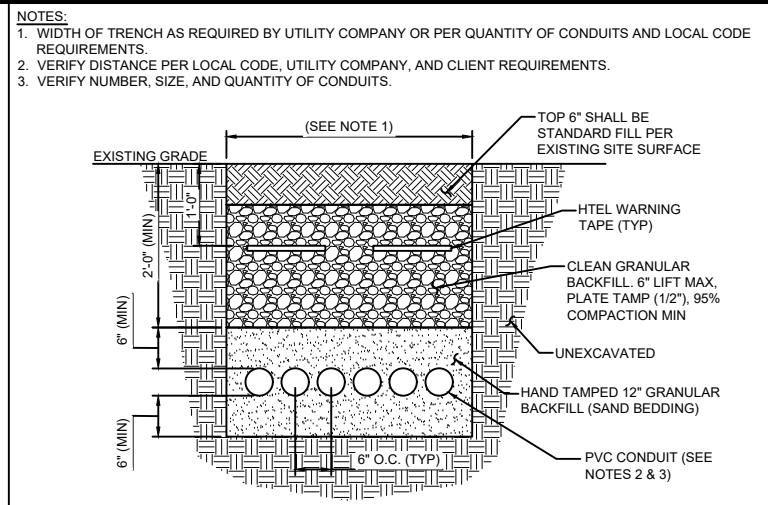 NOTES:
1. WIDTH OF TRENCH AS REQUIRED BY UTILITY COMPANY OR PER QUANTITY OF CONDUITS AND LOCAL CODE
REQUIREMENTS.
2. VERIFY DISTANCE PER LOCAL CODE, UTILITY COMPANY, AND CLIENT REQUIREMENTS.
3. VERIFY NUMBER, SIZE, AND QUANTITY OF CONDUITS.
(SEE NOTE 1)
TOP 6" SHALL BE
STANDARD FILL PER
EXISTING SITE SURFACE
EXISTING GRADE
1'-0"
2'-0" (MIN)
HTEL WARNING
TAPE (TYP)
CLEAN GRANULAR
BACKFILL. 6" LIFT MAX,
PLATE TAMP (1/2"), 95%
COMPACTION MIN
6" (MIN)
UNEXCAVATED
HAND TAMPED 12" GRANULAR
BACKFILL (SAND BEDDING)
6" (MIN)
6" O.C. (TYP)
PVC CONDUIT (SEE
NOTES 2 & 3)